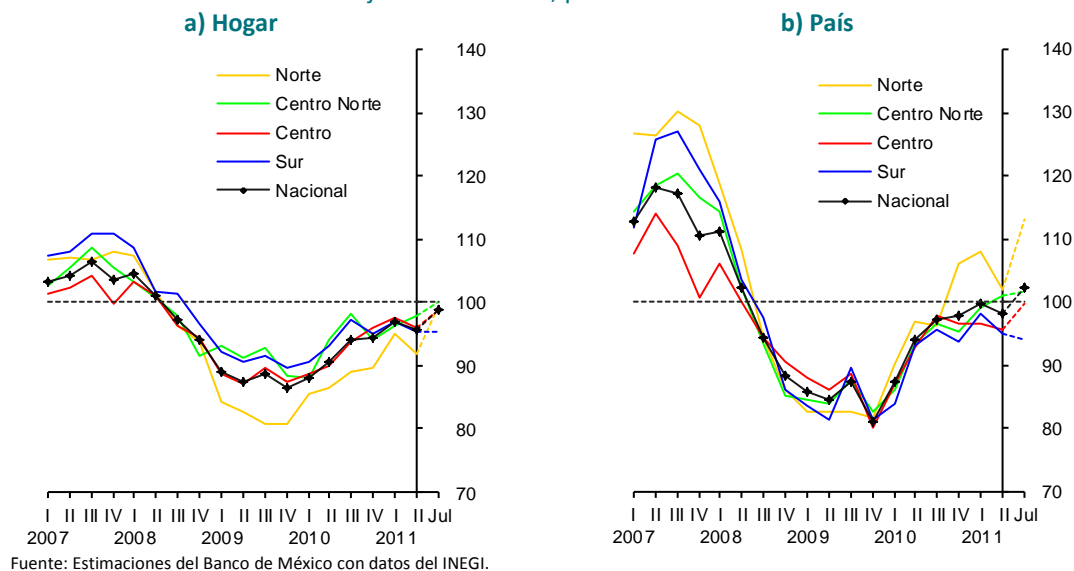 a) Hogar
140
130
120
110
100
90
80
70
Norte
Centro Norte
Centro
Sur
Nacional
I II III IV I II III IV I II III IV I II III IV I II Jul
2007 2008 2009 2010 2011
b) País
140
130
120
110
100
90
80
70
Norte
Centro Norte
Centro
Sur
Nacional
I II III IV I II III IV I II III IV I II III IV I II Jul
2007 2008 2009 2010 2011
Fuente: Estimaciones del Banco de México con datos del INEGI.